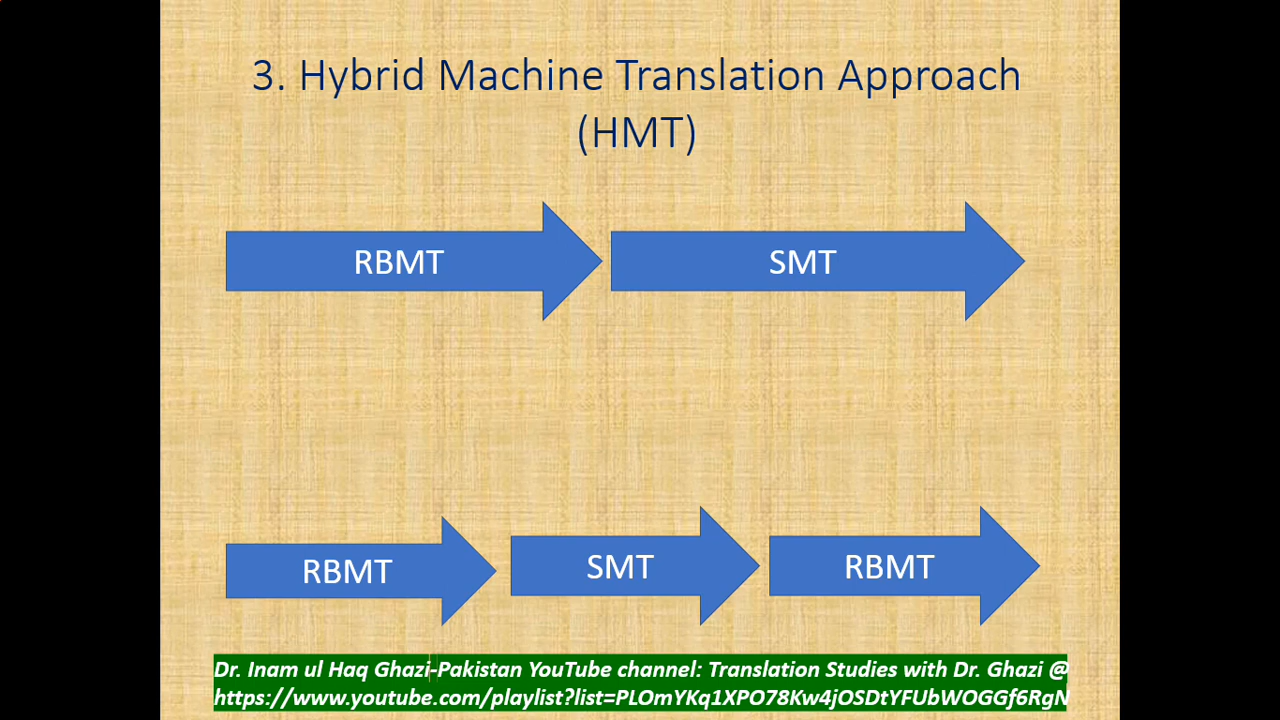 3. Hybrid Machine Translation Approach
(HMT)
RBMT
SMT
RBMT
SMT
RBMT
Dr. Inam ul Haq Ghazi-Pakistan YouTube channel: Translation Studies with Dr. Ghazi @
https://www.youtube.com/playlist?list=PLOmYKq1XPO78Kw4jOSDtYFUbWOGGf6RgN